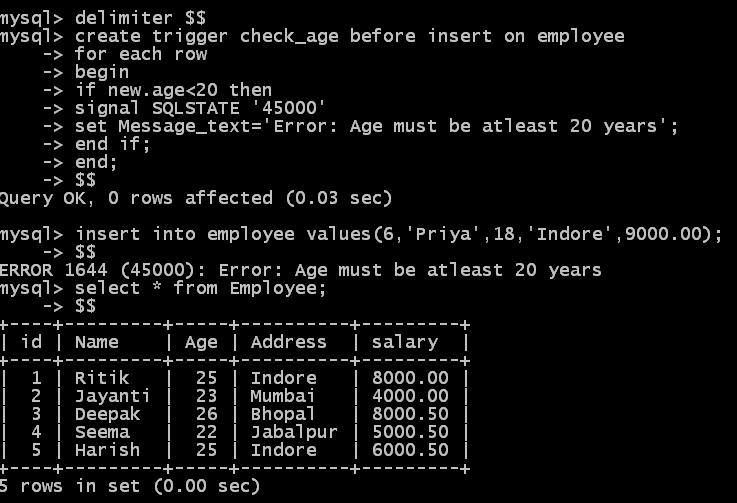 mysql> delimiter $$
mysql> create trigger check_age before insert on employee
    -> for each row
    -> begin
    -> if new.age<20 then
    -> signal SQLSTATE '45000'
    -> set Message_text='Error: Age must be atleast 20 years';
    -> end if;
    -> end;
    -> $$
Query OK, 0 rows affected (0.03 sec)

mysql> insert into employee values(6,'Priya',18,'Indore',9000.00);
    -> $$
ERROR 1644 (45000): Error: Age must be atleast 20 years
mysql> select * from Employee;
    -> $$
+----+---------+-----+----------+---------+
| id | Name    | Age | Address  | salary  |
+----+---------+-----+----------+---------+
|  1 | Ritik   |  25 | Indore   | 8000.00 |
|  2 | Jayanti |  23 | Mumbai   | 4000.00 |
|  3 | Deepak  |  26 | Bhopal   | 8000.50 |
|  4 | Seema   |  22 | Jabalpur | 5000.50 |
|  5 | Harish  |  25 | Indore   | 6000.50 |
+----+---------+-----+----------+---------+
5 rows in set (0.00 sec)